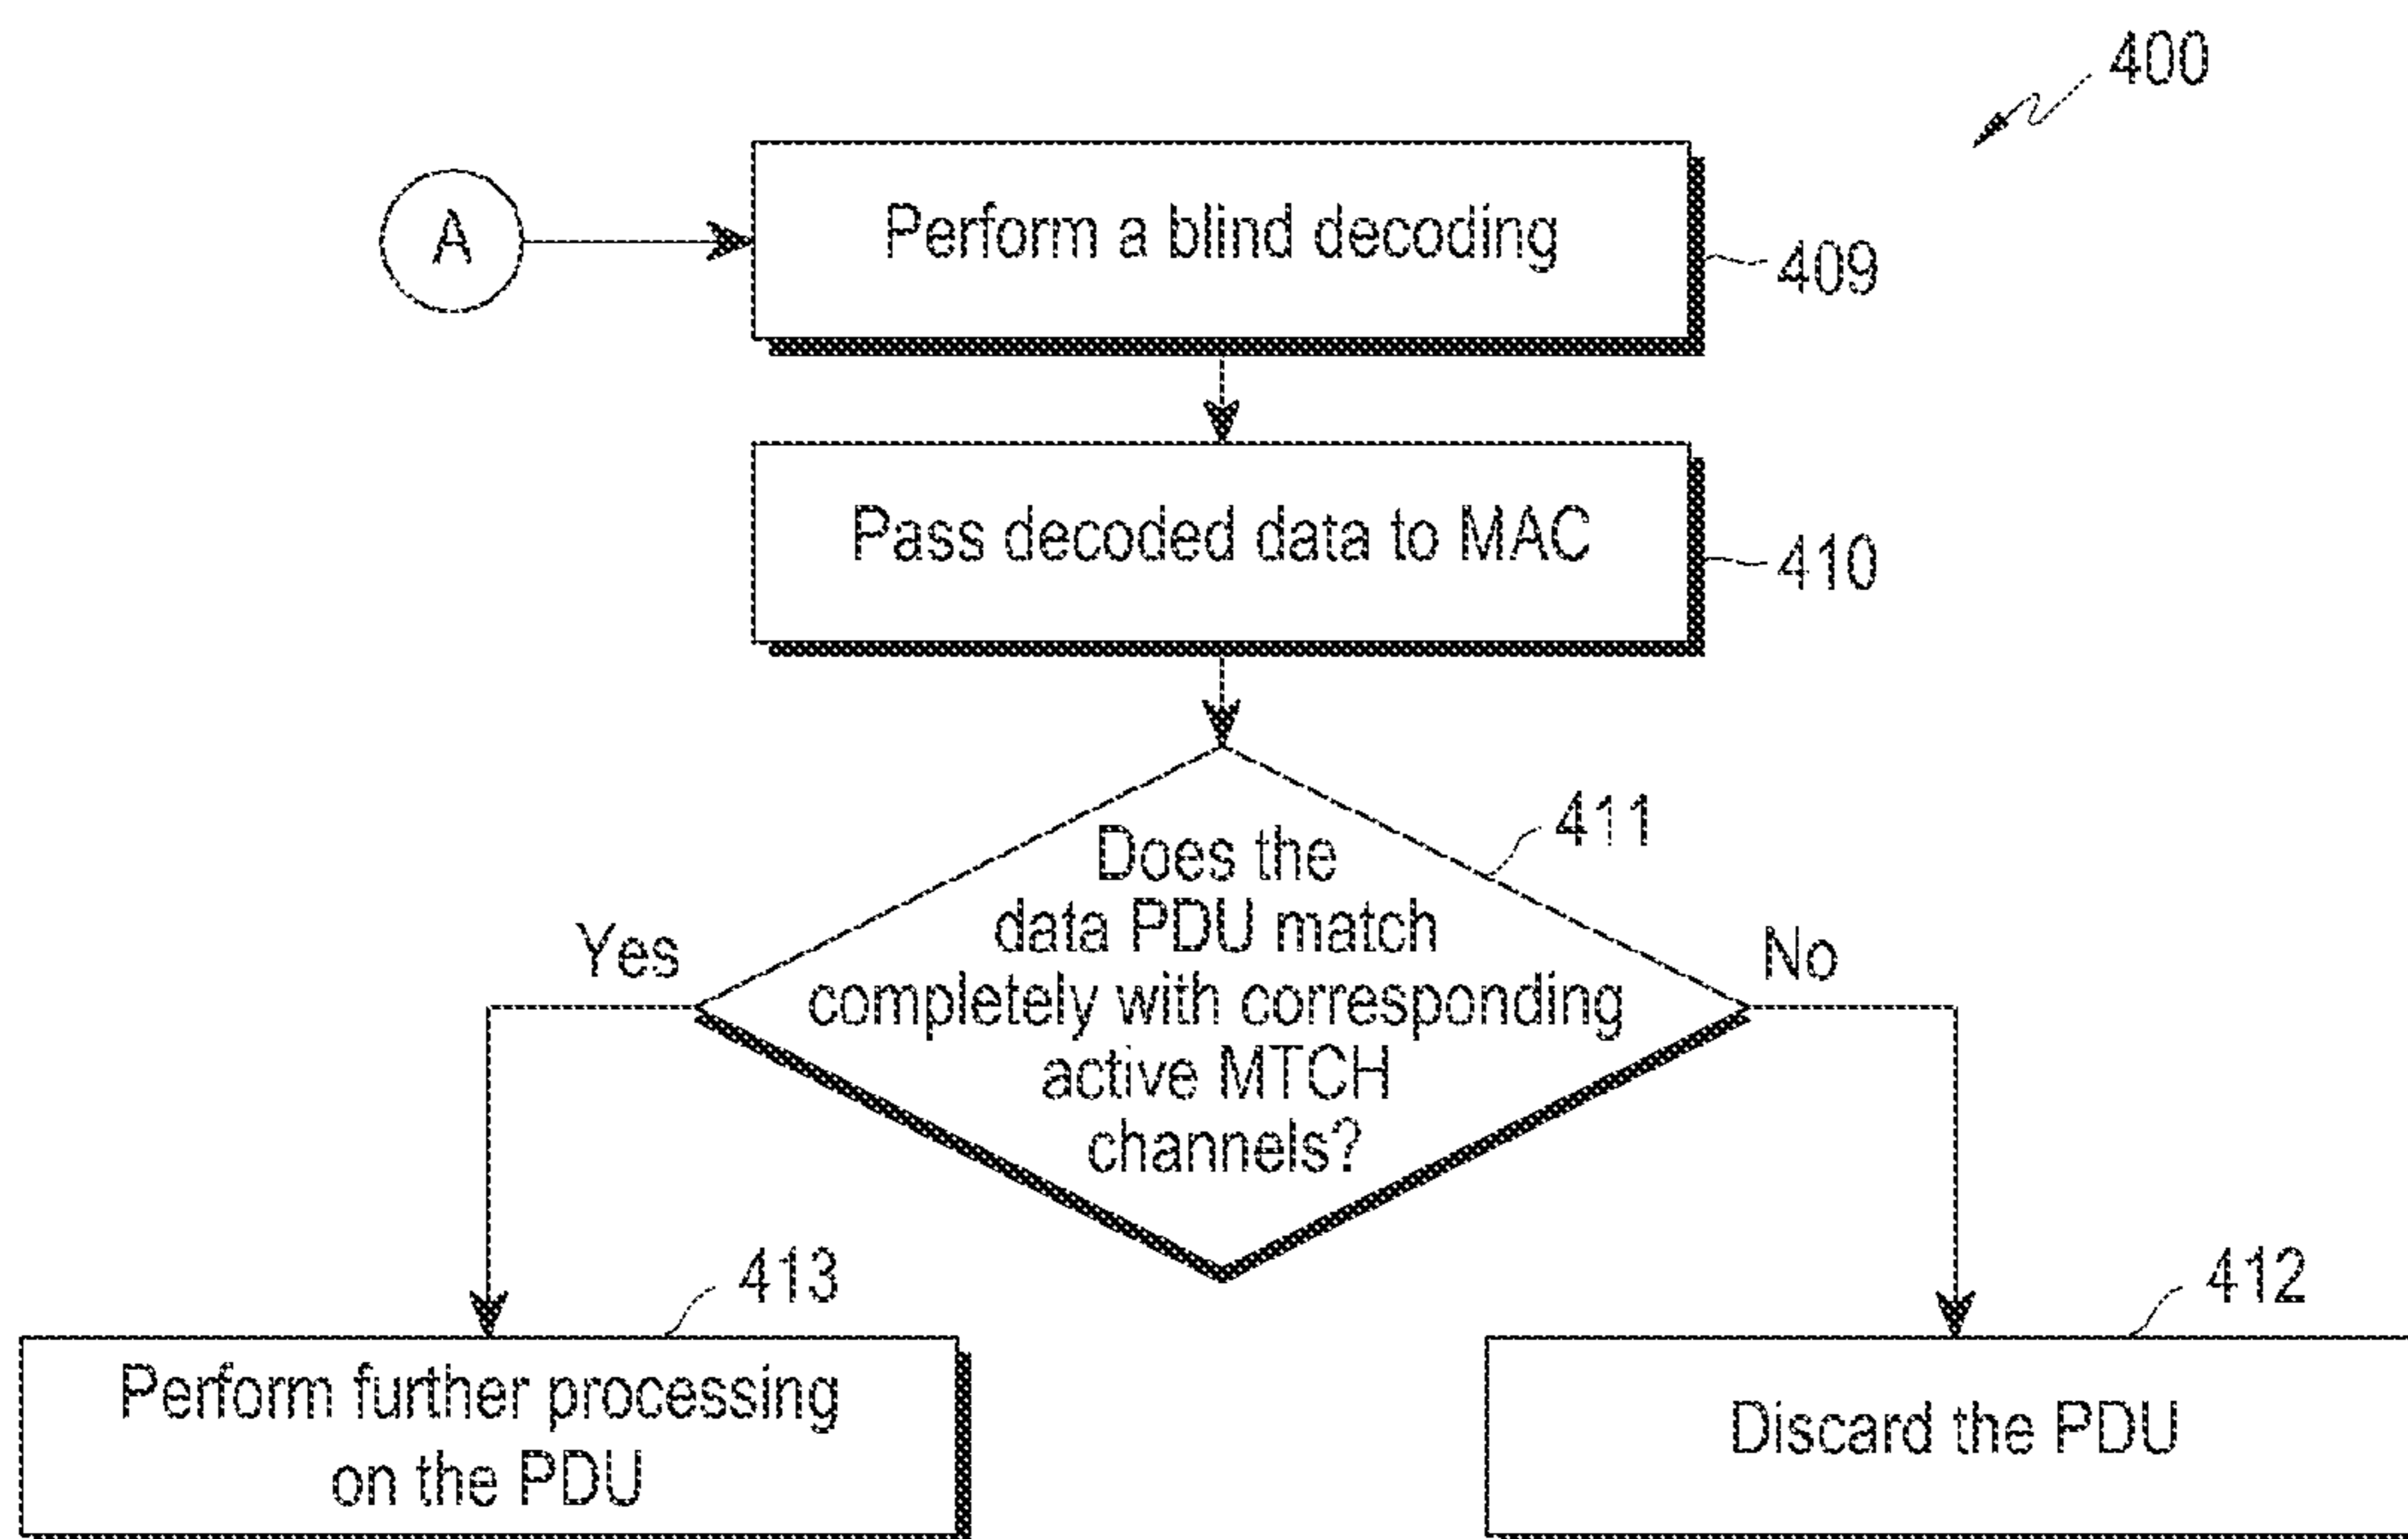 400
A
Perform a blind decoding
409
Pass decoded data to MAC
410
Does the
data PDU match
completely with corresponding
active MTCH
channels?
411
Yes
No
413
Perform further processing
on the PDU
412
Discard the PDU